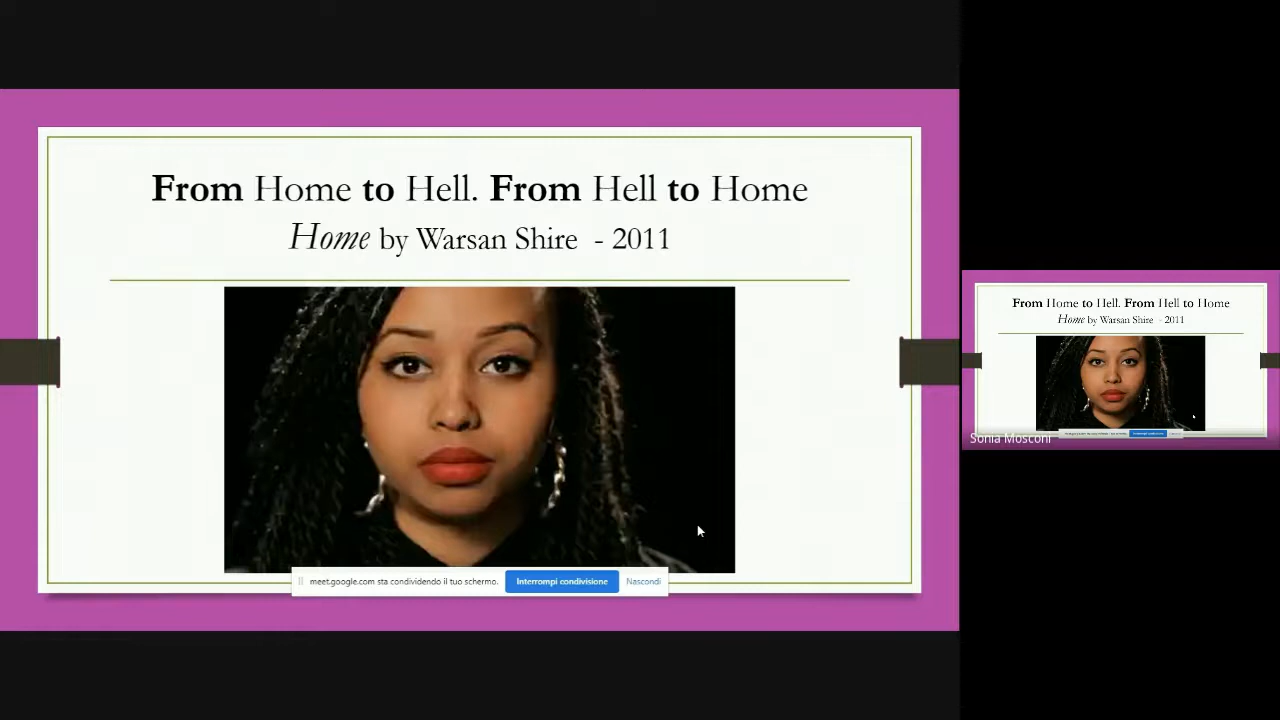 From Home to Hell. From Hell to Home
Home by Warsan Shire - 2011
meet.google.com sta condividendo il tuo schermo. Interrompi condivisione Nascondi
From Home to Hell. From Hell to Home
Home by Warsan Shire - 2011
Sonia Mosconi